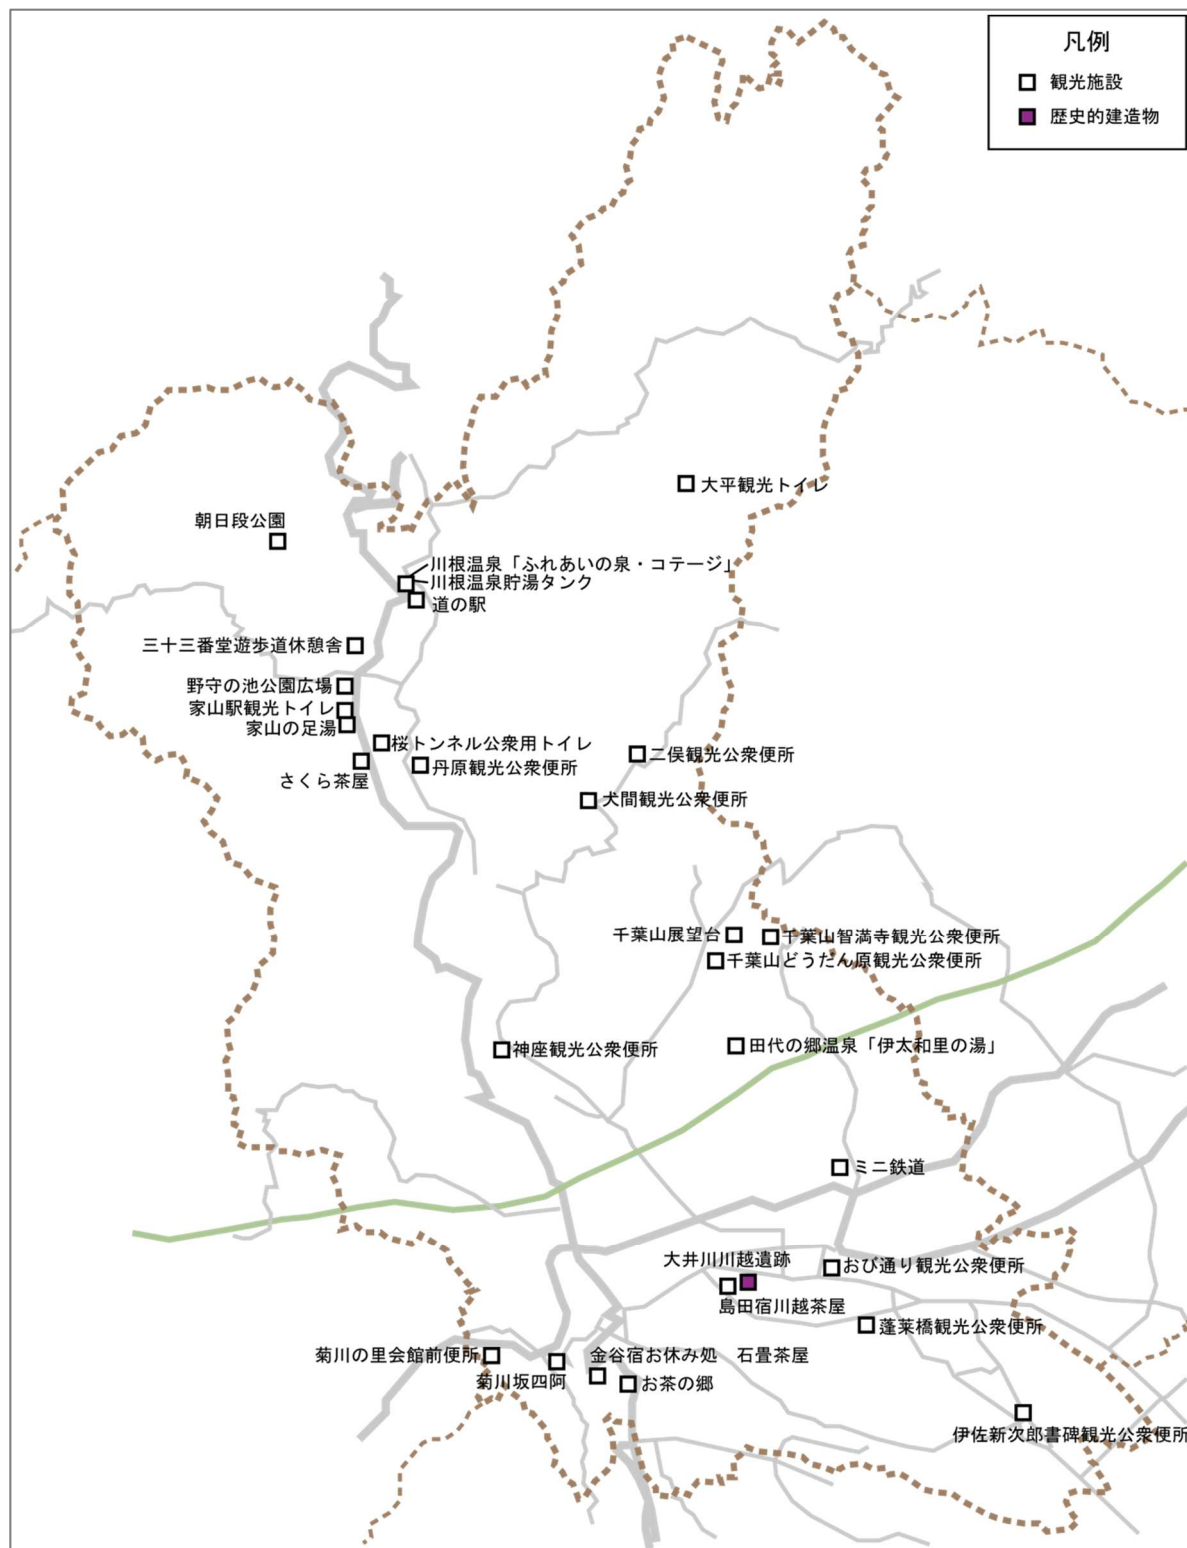 凡例
観光施設
歴史的建造物
大平観光トイレ
朝日段公園
川根温泉「ふれあいの泉・コテージ」
川根温泉貯湯タンク
道の駅
三十三番堂遊歩道休憩舎
野守の池公園広場
家山駅観光トイレ
家山の足湯
桜トンネル公衆用トイレ
さくら茶屋
丹原観光公衆便所
二俣観光公衆便所
犬間観光公衆便所
千葉山展望台
千葉山智満寺観光公衆便所
千葉山どうだん原観光公衆便所
神座観光公衆便所
田代の郷温泉「伊太和里の湯」
ミニ鉄道
大井川川越遺跡
おび通り観光公衆便所
島田宿川越茶屋
蓬莱橋観光公衆便所
菊川の里会館前便所
金谷宿お休み処　石畳茶屋
菊川坂四阿
お茶の郷
伊佐新次郎書碑観光公衆便所